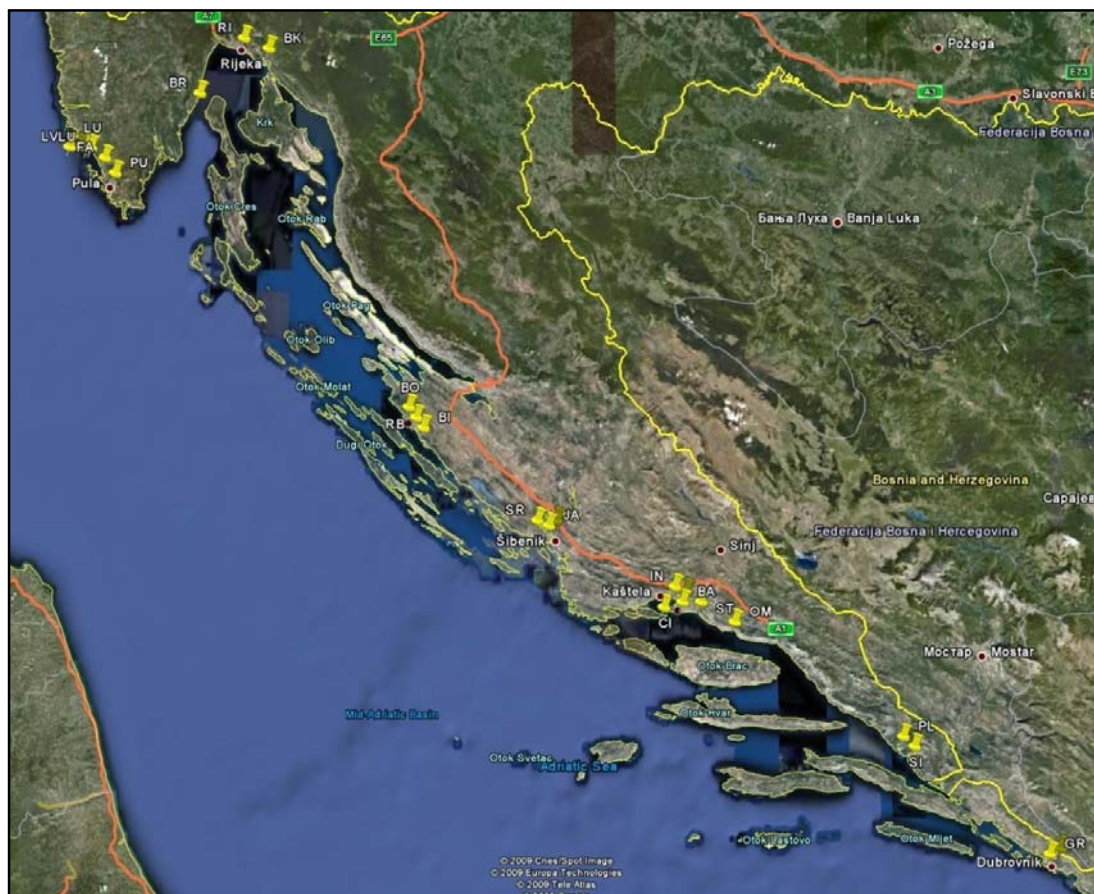 A7
RI
BK
E65
Rijeka
Požega
E73
A3
Slavonski B
BR
Krk
Federacija Bosna
LU
LVLU
FA
PU
Pula
Otok Cres
Otok Rab
Бања Лука
Banja Luka
Otok Pag
Otok Olib
Otok Molat
BO
BI
RB
Dugi Otok
Bosnia and Herzegovina
Сарајев
SR
JA
Šibenik
Federacija Bosna i Hercegovina
Sinj
IN
Kaštela
BA
ST
OM
ČI
A1
Мостар
Mostar
Otok Brac
Otok Hvar
Mid-Adriatic Basin
PL
SI
Otok Svetac
Adriatic Sea
Otok Lastovo
Otok Mljet
GR
Dubrovnik
© 2009 Cnes/Spot Image
© 2009 Europa Technologies
© 2009 Tele Atlas